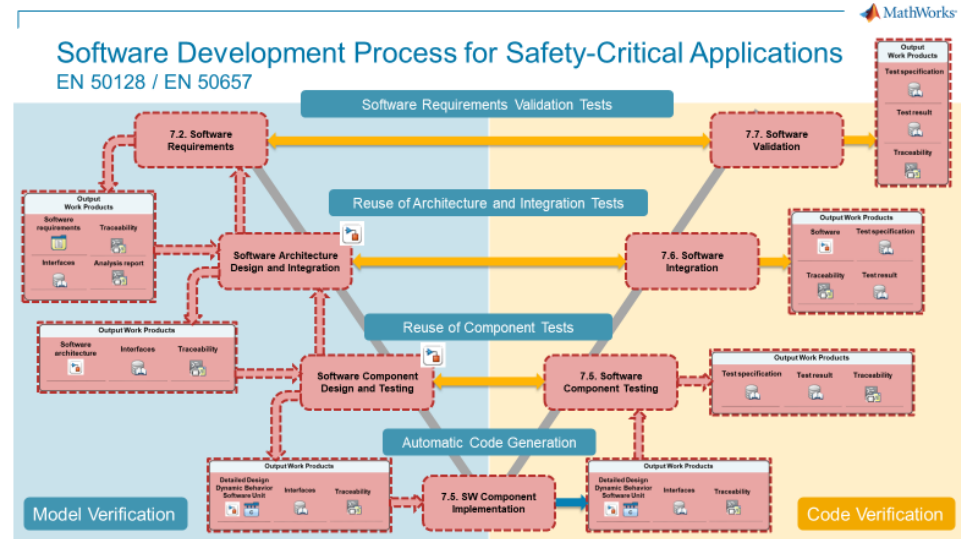 MathWorks
Software Development Process for Safety-Critical Applications
EN 50128 / EN 50657
Output
Work Products
Test specification
Test result
Traceability
Software Requirements Validation Tests
7.2. Software
Requirements
7.7. Software
Validation
Output
Work Products
Software
requirements
Traceability
Interfaces
Analysis report
Reuse of Architecture and Integration Tests
Software Architecture
Design and Integration
7.6. Software
Integration
Output Work Products
Software
Test specification
Traceability
Test result
Output Work Products
Software
architecture
Interfaces
Traceability
Reuse of Component Tests
Software Component
Design and Testing
7.5. Software
Component Testing
Output Work Products
Test specification
Test result
Traceability
Automatic Code Generation
Output Work Products
Detailed Design
Dynamic Behavior
Software Unit
Interfaces
Traceability
7.5. SW Component
Implementation
Output Work Products
Detailed Design
Dynamic Behavior
Software Unit
Interfaces
Traceability
Model Verification
Code Verification